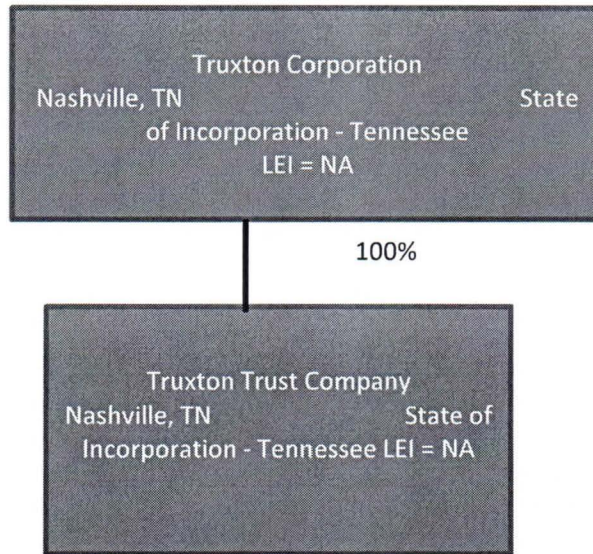 Truxton Corporation
Nashville, TN State
of Incorporation - Tennessee
LEI = NA
100%
Truxton Trust Company
Nashville, TN State of
Incorporation - Tennessee LEI = NA